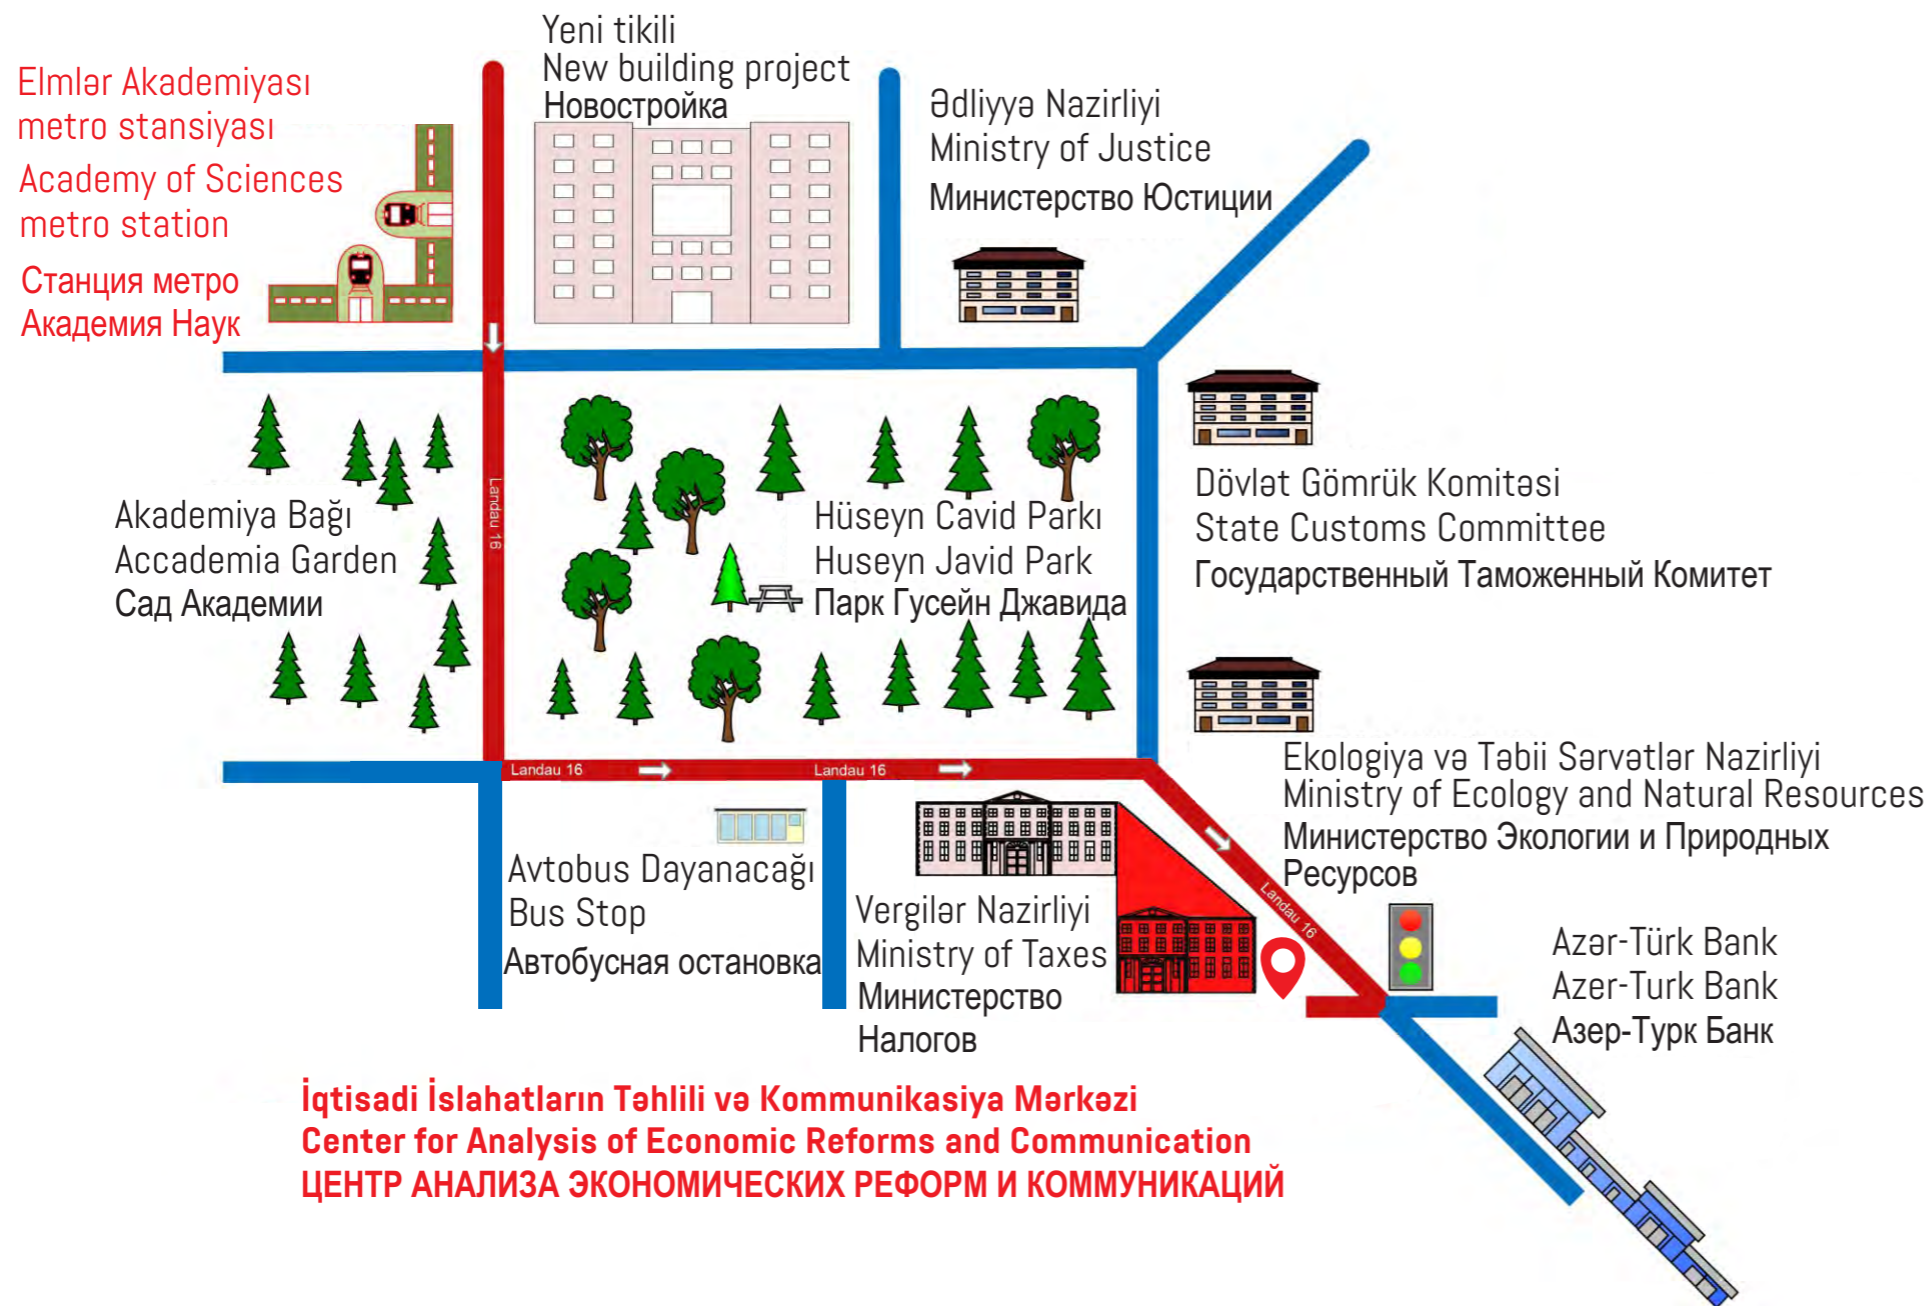 Elmlər Akademiyası
metro stansiyası
Academy of Sciences
metro station
Станция метро
Академия Наук
Yeni tikili
New building project
Новостройка
Ədliyyə Nazirliyi
Ministry of Justice
Министерство Юстиции
Dövlət Gömrük Komitəsi
State Customs Committee
Государственный Таможенный Комитет
Akademiya Bağı
Accademia Garden
Сад Академии
Landau 16
Hüseyn Cavid Parkı
Huseyn Javid Park
Парк Гусейн Джавида
Landau 16
Landau 16
Ekologiya və Təbii Sərvətlər Nazirliyi
Ministry of Ecology and Natural Resources
Министерство Экологии и Природных
Ресурсов
Landau 16
Avtobus Dayanacağı
Bus Stop
Автобусная остановка
Vergilər Nazirliyi
Ministry of Taxes
Министерство
Налогов
Azər-Türk Bank
Azer-Turk Bank
Азер-Турк Банк
İqtisadi İslahatların Təhlili və Kommunikasiya Mərkəzi
Center for Analysis of Economic Reforms and Communication
ЦЕНТР АНАЛИЗА ЭКОНОМИЧЕСКИХ РЕФОРМ И КОММУНИКАЦИЙ